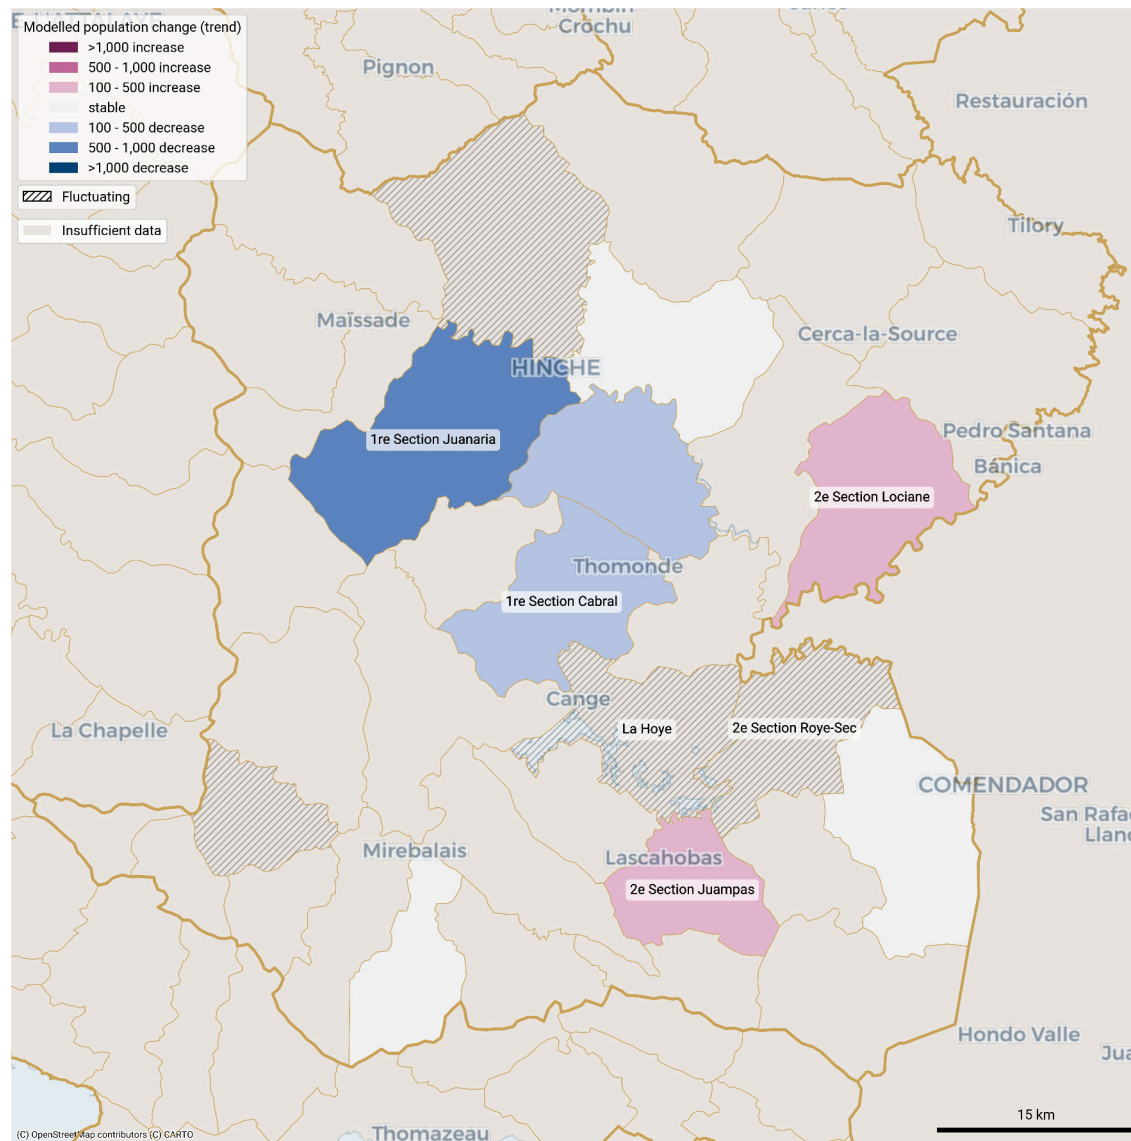 Mombin
Crochu
Modelled population change (trend)
>1,000 increase
500 - 1,000 increase
100 - 500 increase
stable
100 - 500 decrease
500 - 1,000 decrease
>1,000 decrease
Fluctuating
Insufficient data
Pignon
Restauración
Tilory
Maïssade
Cerca-la-Source
HINCHE
Pedro Santana
1re Section Juanaria
Bánica
2e Section Lociane
Thomonde
1re Section Cabral
Cange
La Chapelle
La Hoye
2e Section Roye-Sec
COMENDADOR
San Rafae
Llano
Mirebalais
Lascahobas
2e Section Juampas
Hondo Valle
Jua
15 km
(C) OpenStreetMap contributors (C) CARTO
Thomazeau